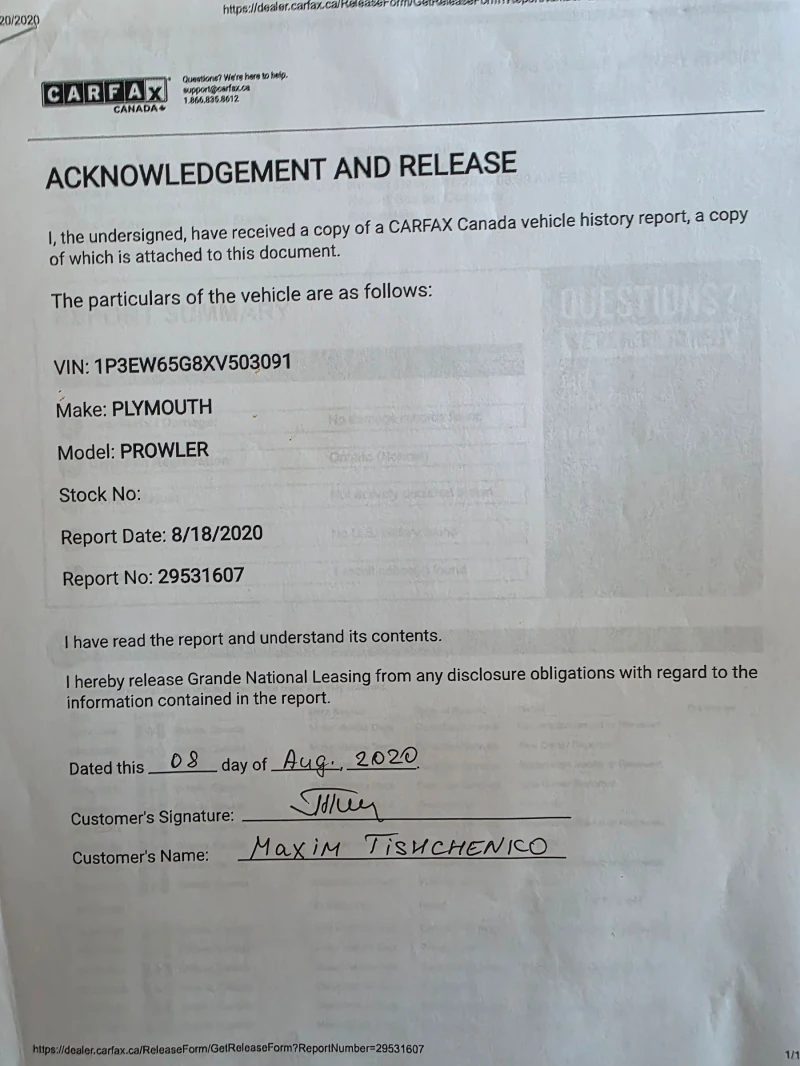 20/2020
https://dealer.carfax.ca/ReleaseForm/GetReleaseForm?
CARFAX
CANADA
Questions? We're here to help.
support@carfax.ca
1.866.835.8612
ACKNOWLEDGEMENT AND RELEASE
I, the undersigned, have received a copy of a CARFAX Canada vehicle history report, a copy
of which is attached to this document.
The particulars of the vehicle are as follows:
VIN: 1P3EW65G8XV503091
Make: PLYMOUTH
Model: PROWLER
Stock No:
Report Date: 8/18/2020
Report No: 29531607
I have read the report and understand its contents.
I hereby release Grande National Leasing from any disclosure obligations with regard to the
information contained in the report.
Dated this 08 day of Aug., 2020.
Customer's Signature:
Customer's Name: MaxiM TiSHCHENKO
https://dealer.carfax.ca/ReleaseForm/GetReleaseForm?ReportNumber=29531607
1/1